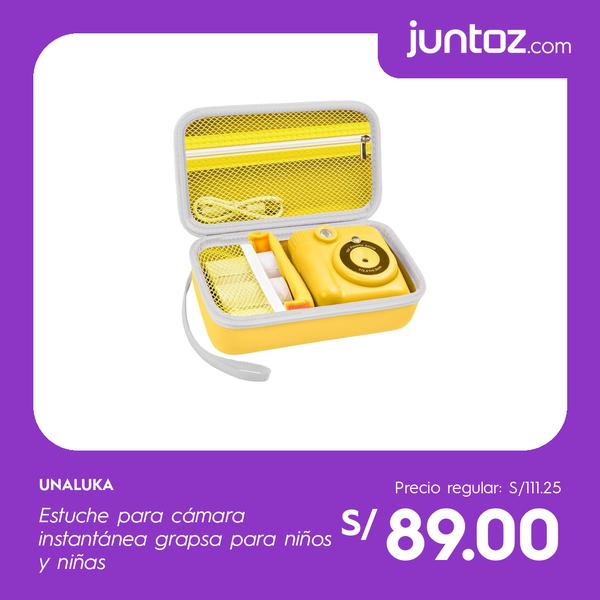 juntoz.com
UNALUKA
Estuche para cámara
instantánea grapsa para niños
y niñas
Precio regular: S/111.25
S/ 89.00